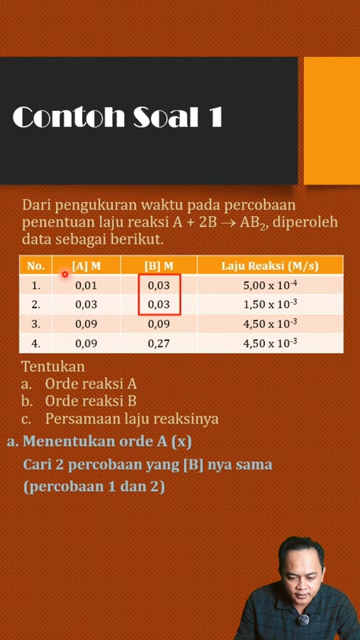 Contoh Soal 1
Dari pengukuran waktu pada percobaan
penentuan laju reaksi A + 2B → AB₂, diperoleh
data sebagai berikut.
No. [A] M [B] M Laju Reaksi (M/s)
1. 0,01 0,03 5,00 x 10⁻⁴
2. 0,03 0,03 1,50 x 10⁻³
3. 0,09 0,09 4,50 x 10⁻³
4. 0,09 0,27 4,50 x 10⁻³
Tentukan
a. Orde reaksi A
b. Orde reaksi B
c. Persamaan laju reaksinya
a. Menentukan orde A (x)
Cari 2 percobaan yang [B] nya sama
(percobaan 1 dan 2)